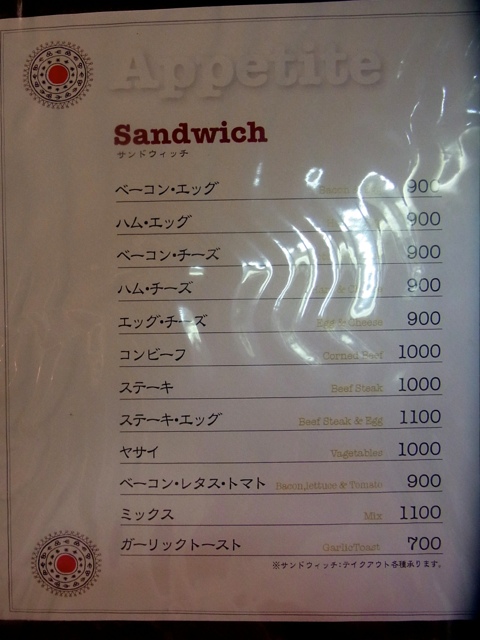 Appetite
Sandwich
サンドウィッチ
ベーコン・エッグ 900
ハム・エッグ 900
ベーコン・チーズ 900
ハム・チーズ 900
エッグ・チーズ Egg & Cheese 900
コンビーフ Corned Beef 1000
ステーキ Beef Steak 1000
ステーキ・エッグ Beef Steak & Egg 1100
ヤサイ Vagetables 1000
ベーコン・レタス・トマト Bacon,lettuce & Tomato 900
ミックス Mix 1100
ガーリックトースト GarlicToast 700
※サンドウィッチ:テイクアウト各種承ります。